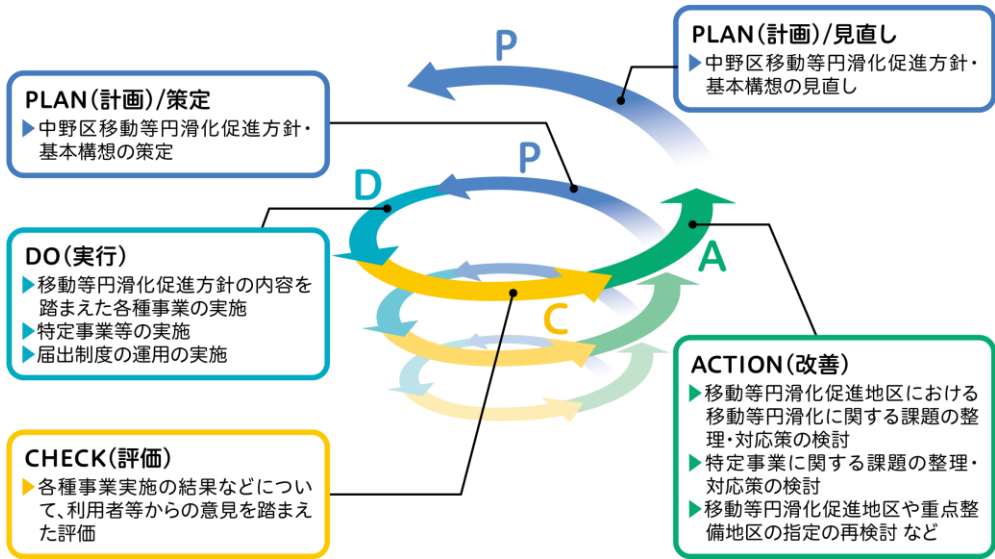 PLAN(計画)/策定
▶中野区移動等円滑化促進方針・
基本構想の策定
P
PLAN(計画)/見直し
▶中野区移動等円滑化促進方針・
基本構想の見直し
P
D
DO(実行)
▶移動等円滑化促進方針の内容を
踏まえた各種事業の実施
▶特定事業等の実施
▶届出制度の運用の実施
C
CHECK(評価)
▶各種事業実施の結果などについ
て、利用者等からの意見を踏まえ
た評価
A
ACTION(改善)
▶移動等円滑化促進地区における
移動等円滑化に関する課題の整
理・対応策の検討
▶特定事業に関する課題の整理・
対応策の検討
▶移動等円滑化促進地区や重点整
備地区の指定の再検討 など